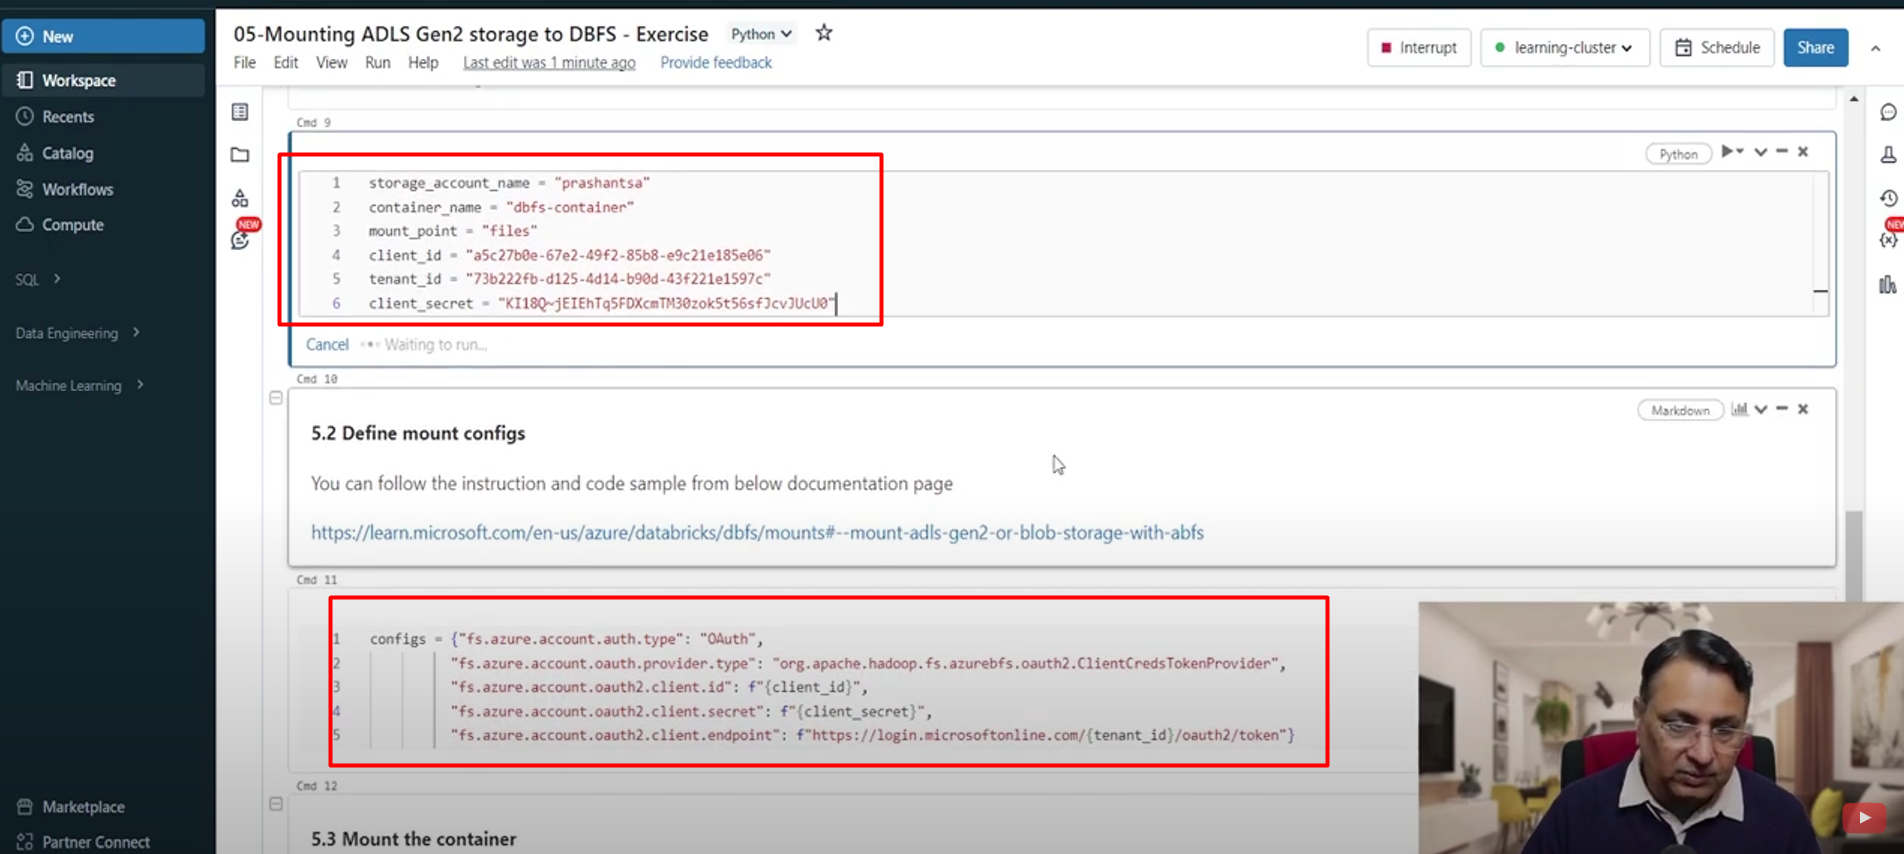 New
05-Mounting ADLS Gen2 storage to DBFS - Exercise
Python
File Edit View Run Help Last edit was 1 minute ago Provide feedback
Interrupt
learning-cluster
Schedule
Share
Workspace
Recents
Catalog
Workflows
Compute
SQL
Data Engineering
Machine Learning
Marketplace
Partner Connect
NEW
NEW
Cmd 9
Python
1 storage_account_name = "prashantsa"
2 container_name = "dbfs-container"
3 mount_point = "files"
4 client_id = "a5c27b0e-67e2-49f2-85b8-e9c21e185e06"
5 tenant_id = "73b222fb-d125-4d14-b90d-43f221e1597c"
6 client_secret = "KI18Q~jEIEhTq5FDXcmTM30zok5t56sfJcvJUcU0"
Cancel Waiting to run...
Cmd 10
Markdown
5.2 Define mount configs
You can follow the instruction and code sample from below documentation page
https://learn.microsoft.com/en-us/azure/databricks/dbfs/mounts#--mount-adls-gen2-or-blob-storage-with-abfs
Cmd 11
1 configs = {"fs.azure.account.auth.type": "OAuth",
2 "fs.azure.account.oauth.provider.type": "org.apache.hadoop.fs.azurebfs.oauth2.ClientCredsTokenProvider",
3 "fs.azure.account.oauth2.client.id": f"{client_id}",
4 "fs.azure.account.oauth2.client.secret": f"{client_secret}",
5 "fs.azure.account.oauth2.client.endpoint": f"https://login.microsoftonline.com/{tenant_id}/oauth2/token"}
Cmd 12
5.3 Mount the container